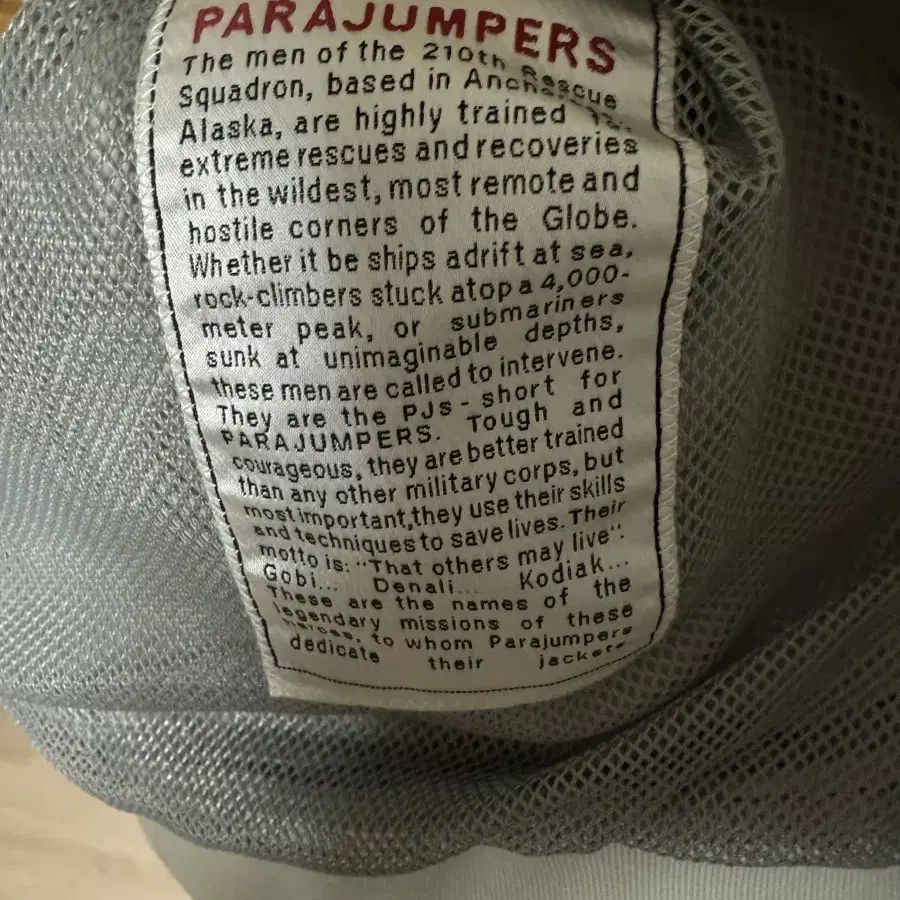 PARAJUMPERS
The men of the 210th Rescue
Squadron, based in
Alaska, are highly trained
extreme rescues and recoveries
in the wildest, most remote and
hostile corners of the Globe.
Whether it be ships adrift at sea,
rock-climbers stuck atop a 4,000-
meter peak, or submariners
sunk at unimaginable depths,
these men are called to intervene.
They are the PJs - short for
PARAJUMPERS. Tough and
courageous, they are better trained
than any other military corps, but
most important,they use their skills
and techniques to save lives. Their
motto is: "That others may live".
Gobi... Denali... Kodiak...
These are the names of the
legendary missions of these
to whom Parajumpers
dedicate their jackets